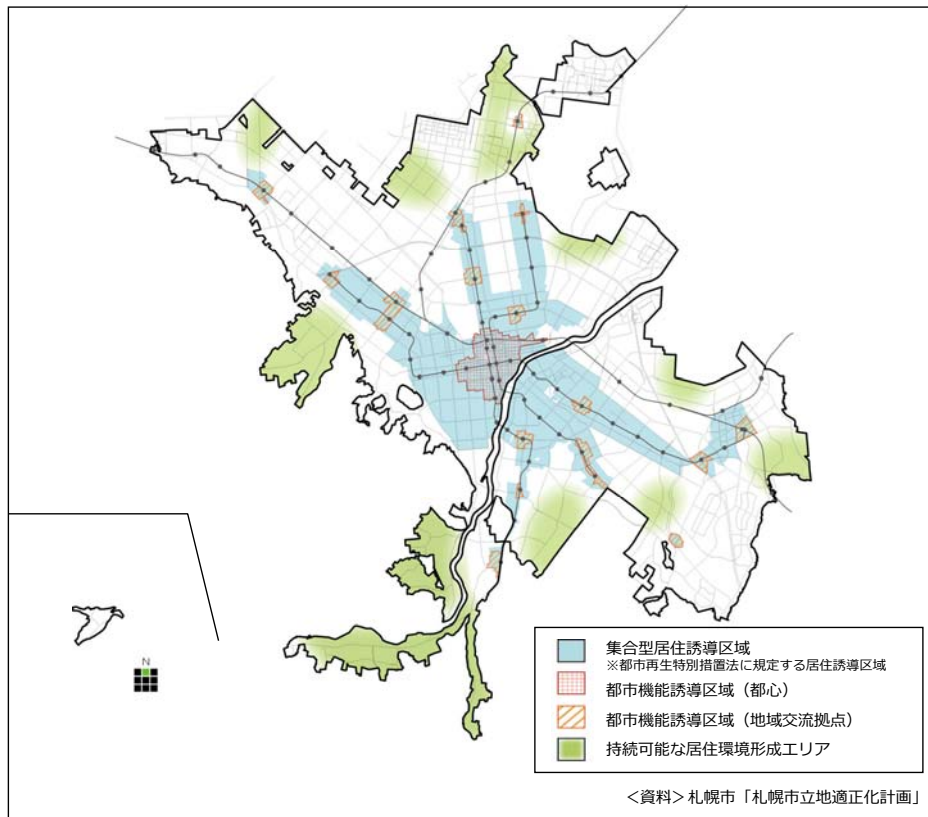 N
集合型居住誘導区域
※都市再生特別措置法に規定する居住誘導区域
都市機能誘導区域（都心）
都市機能誘導区域（地域交流拠点）
持続可能な居住環境形成エリア
＜資料＞札幌市「札幌市立地適正化計画」